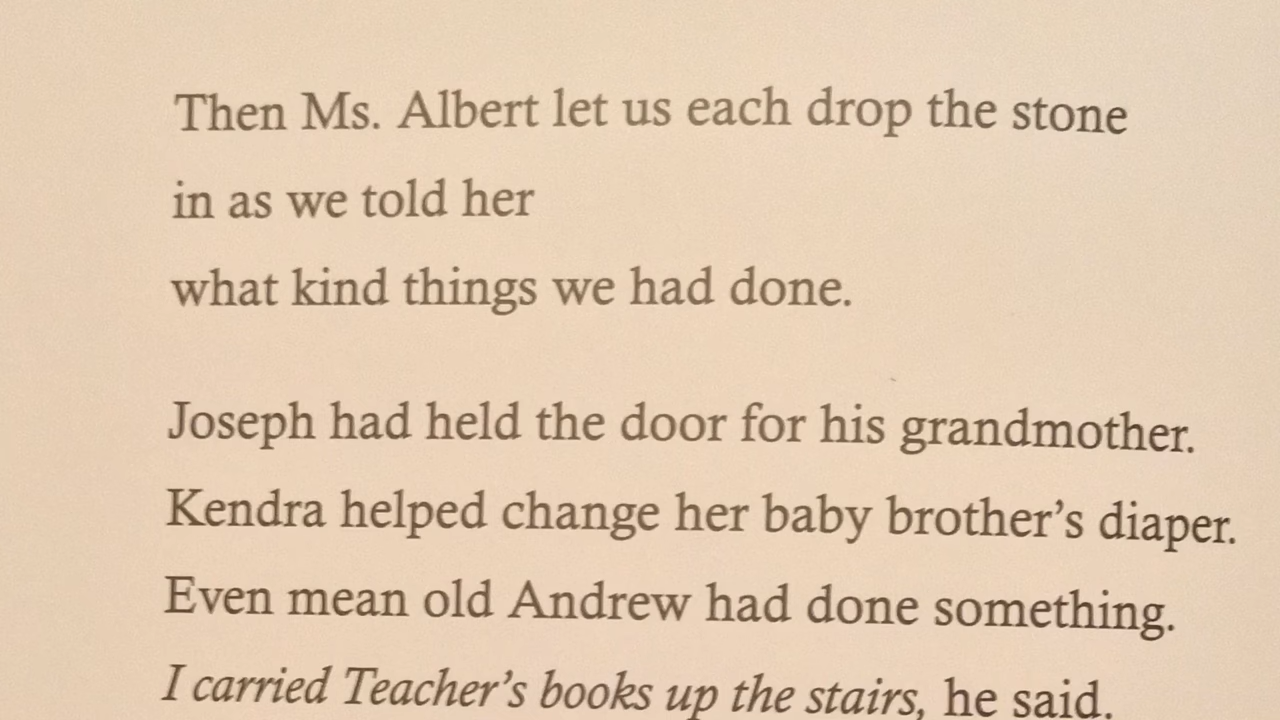 Then Ms. Albert let us each drop the stone
in as we told her
what kind things we had done.
Joseph had held the door for his grandmother.
Kendra helped change her baby brother’s diaper.
Even mean old Andrew had done something.
I carried Teacher’s books up the stairs, he said.